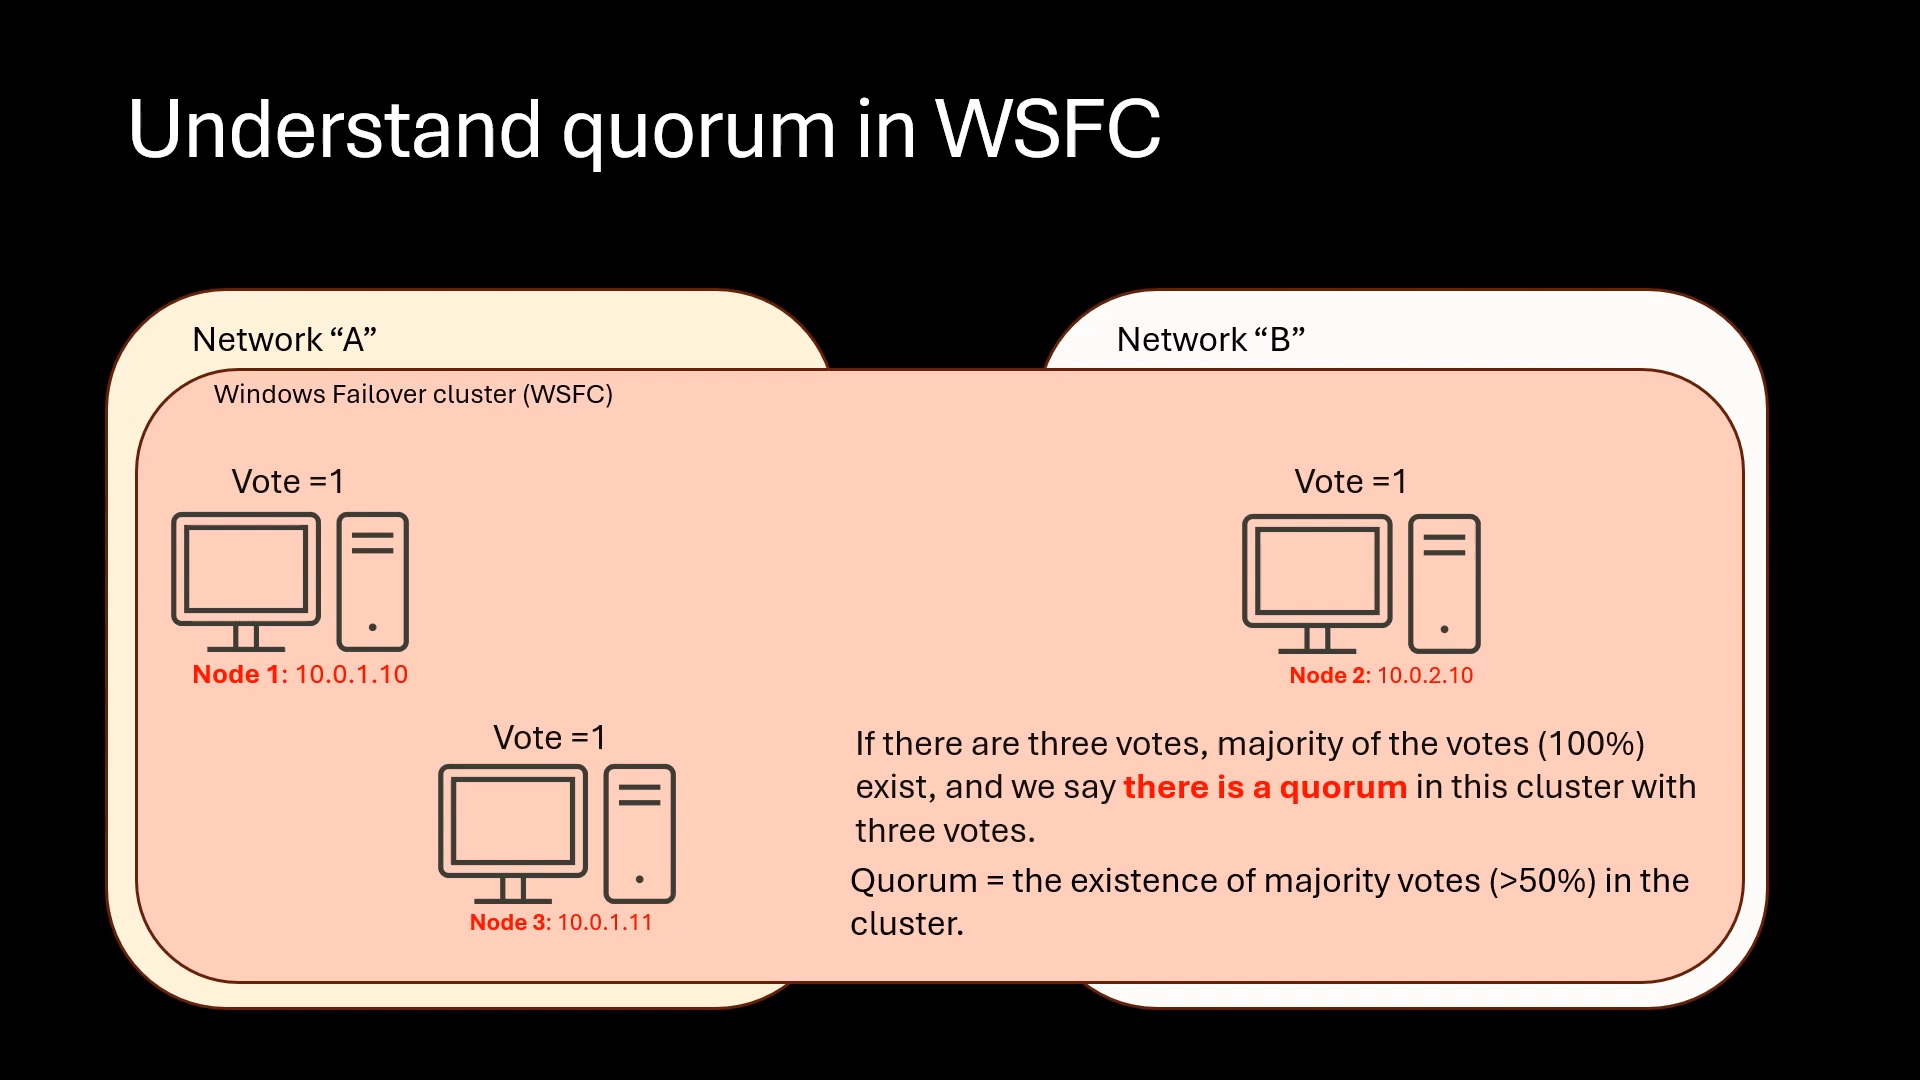 Understand quorum in WSFC
Network “A”
Network “B”
Windows Failover cluster (WSFC)
Vote =1
Vote =1
Node 1: 10.0.1.10
Node 2: 10.0.2.10
Vote =1
Node 3: 10.0.1.11
If there are three votes, majority of the votes (100%)
exist, and we say there is a quorum in this cluster with
three votes.
Quorum = the existence of majority votes (>50%) in the
cluster.